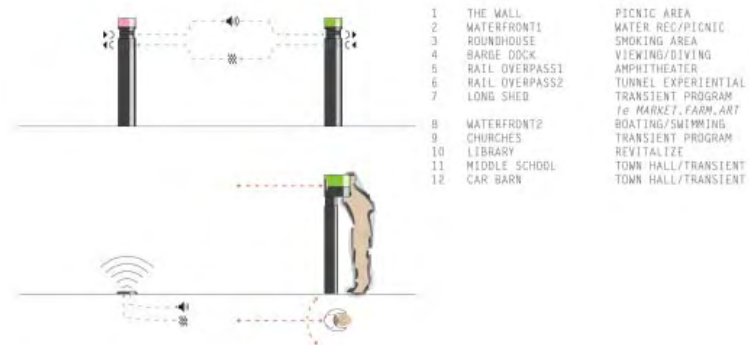 1 THE WALL PICNIC AREA
2 WATERFRONT1 WATER REC/PICNIC
3 ROUNDHOUSE SMOKING AREA
4 BARGE DOCK VIEWING/DIVING
5 RAIL OVERPASS1 AMPHITHEATER
6 RAIL OVERPASS2 TUNNEL EXPERIENTIAL
7 LONG SHED TRANSIENT PROGRAM
ie MARKET.FARM.ART
8 WATERFRONT2 BOATING/SWIMMING
9 CHURCHES TRANSIENT PROGRAM
10 LIBRARY REVITALIZE
11 MIDDLE SCHOOL TOWN HALL/TRANSIENT
12 CAR BARN TOWN HALL/TRANSIENT